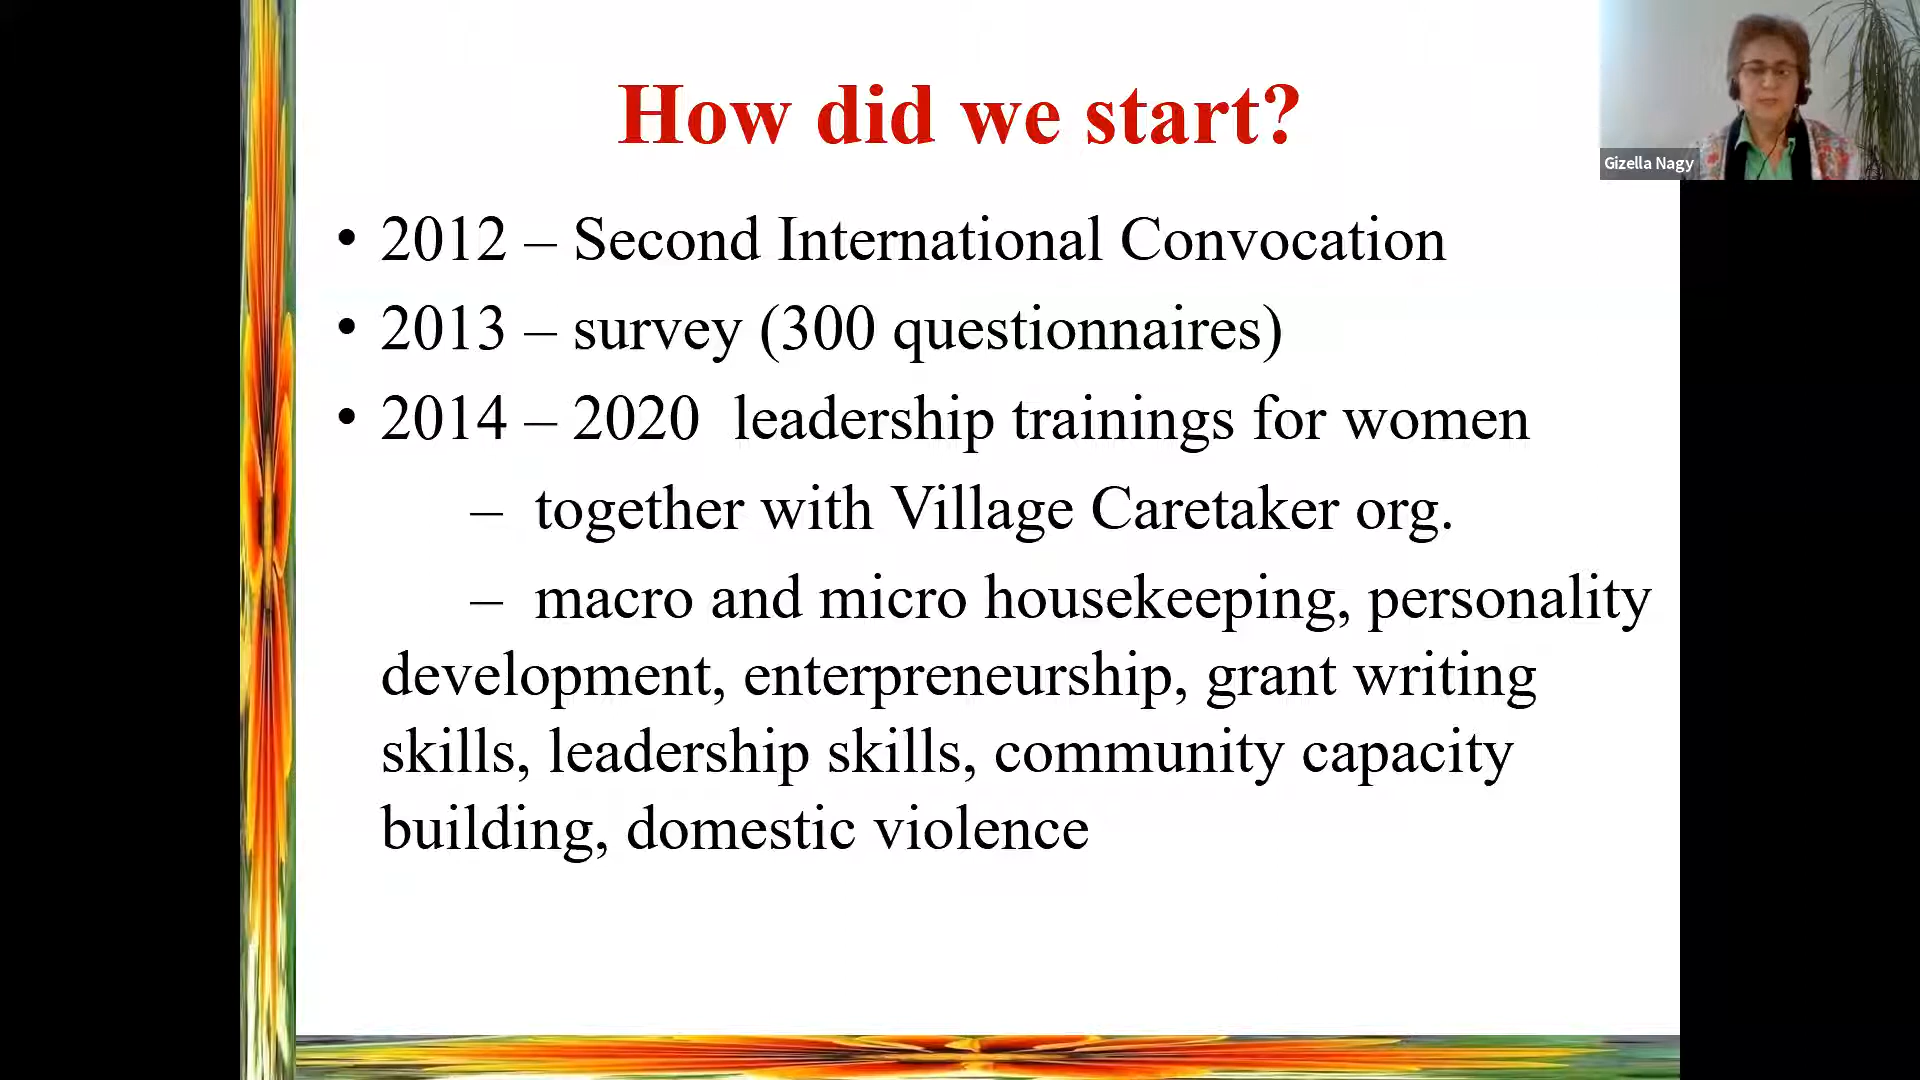 How did we start?
Gizella Nagy
• 2012 – Second International Convocation
• 2013 – survey (300 questionnaires)
• 2014 – 2020 leadership trainings for women
– together with Village Caretaker org.
– macro and micro housekeeping, personality
development, enterpreneurship, grant writing
skills, leadership skills, community capacity
building, domestic violence